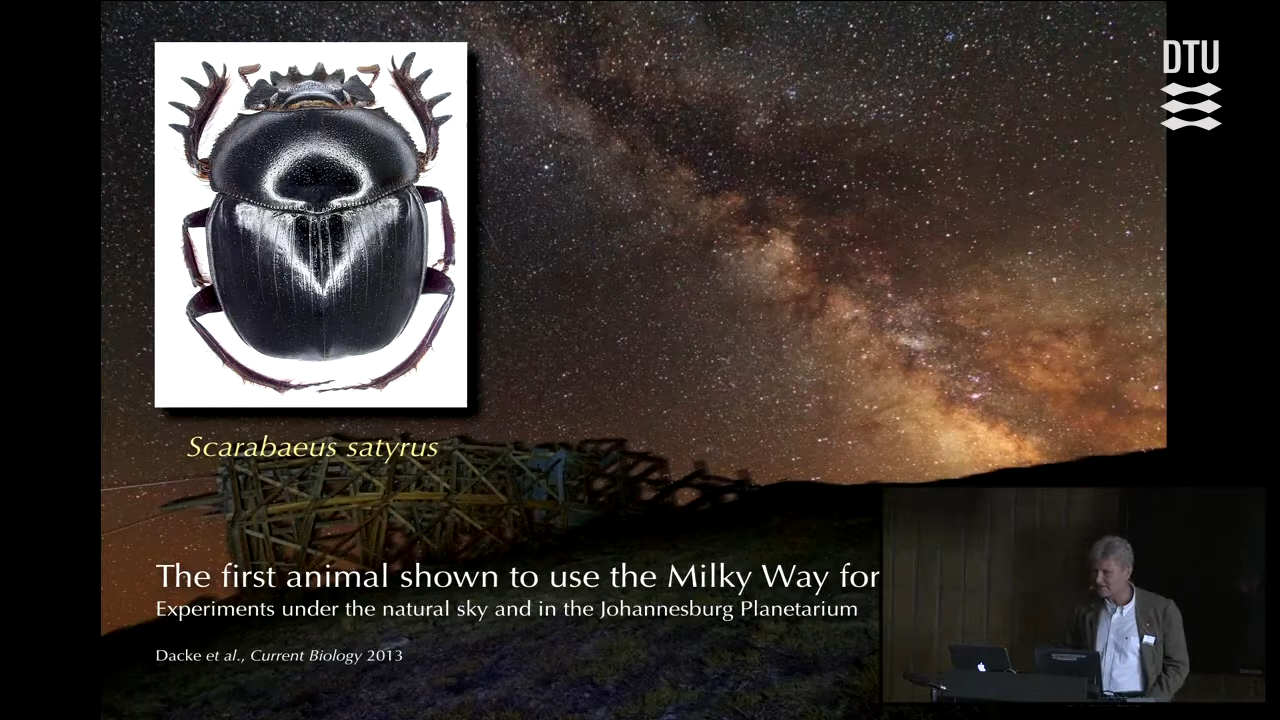 DTU
Scarabaeus satyrus
The first animal shown to use the Milky Way for
Experiments under the natural sky and in the Johannesburg Planetarium
Dacke et al., Current Biology 2013